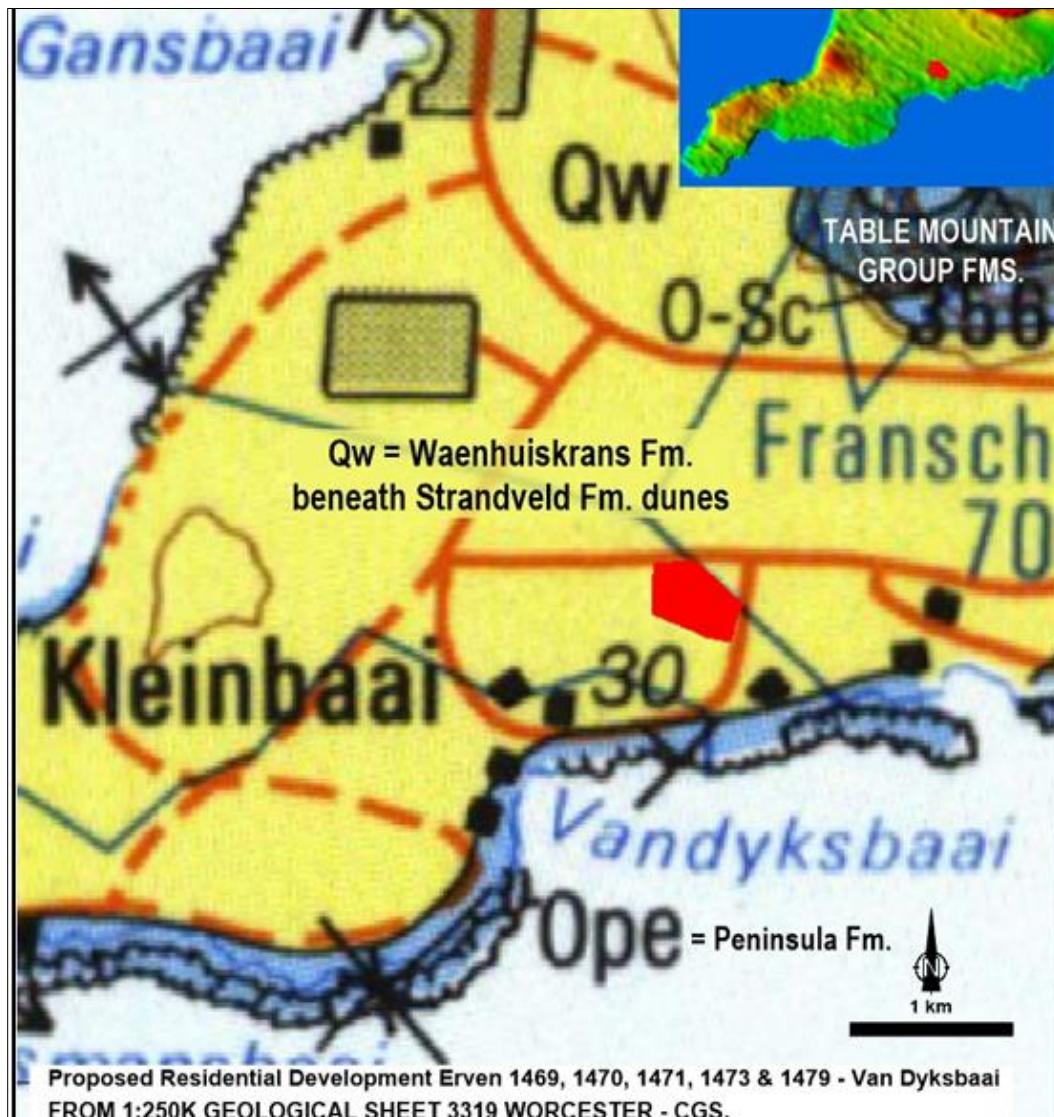 Gansbaai
Qw
TABLE MOUNTAIN
GROUP FMS.
O-Sc
356
Qw = Waenhuiskrans Fm.
beneath Strandveld Fm. dunes
Fransch
70
Kleinbaai
30
Vandyksbaai
Ope = Peninsula Fm.
N
1 km
Proposed Residential Development Erven 1469, 1470, 1471, 1473 & 1479 - Van Dyksbaai
FROM 1:250K GEOLOGICAL SHEET 3319 WORCESTER - CGS.